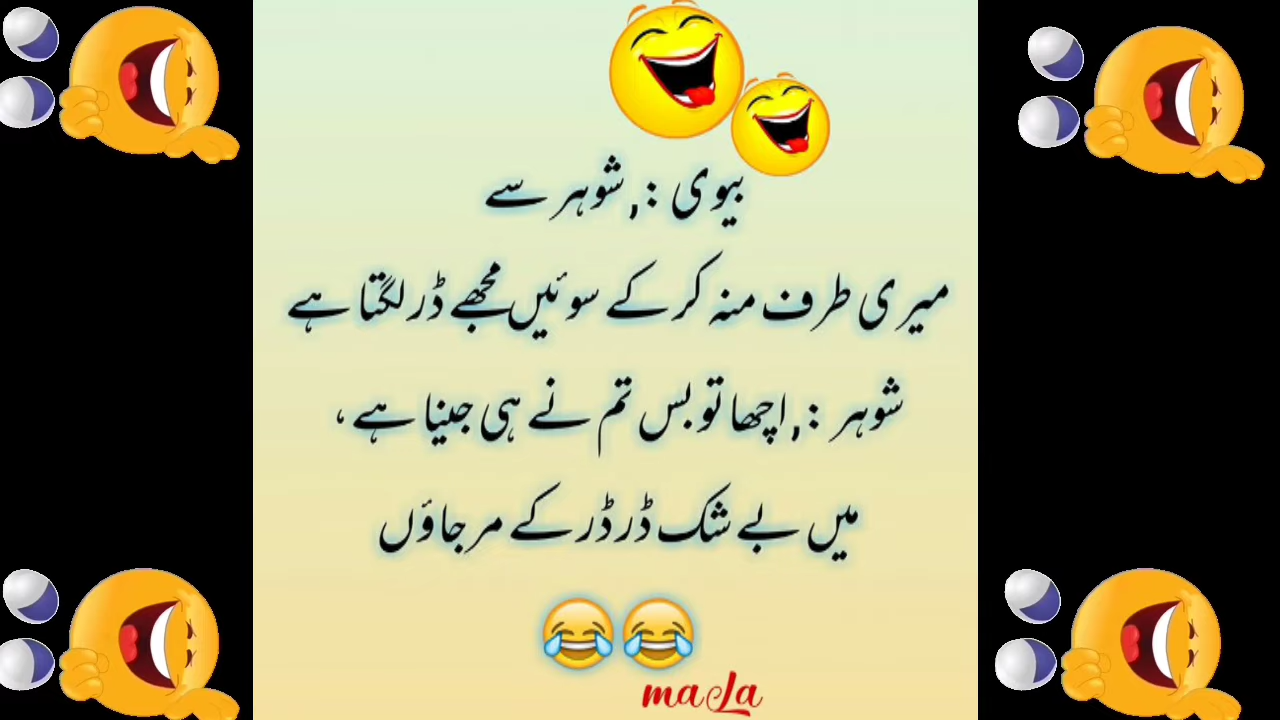 بیوی :, شوہر سے
میری طرف منہ کر کے سوئیں مجھے ڈر لگتا ہے
شوہر :, اچھا تو بس تم نے ہی جینا ہے ،
میں بے شک ڈر ڈر کے مر جاؤں
😂😂
maLa